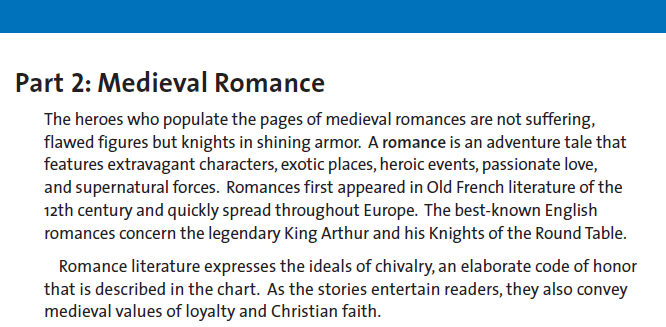 Part 2: Medieval Romance
The heroes who populate the pages of medieval romances are not suffering,
flawed figures but knights in shining armor. A romance is an adventure tale that
features extravagant characters, exotic places, heroic events, passionate love,
and supernatural forces. Romances first appeared in Old French literature of the
12th century and quickly spread throughout Europe. The best-known English
romances concern the legendary King Arthur and his Knights of the Round Table.
Romance literature expresses the ideals of chivalry, an elaborate code of honor
that is described in the chart. As the stories entertain readers, they also convey
medieval values of loyalty and Christian faith.